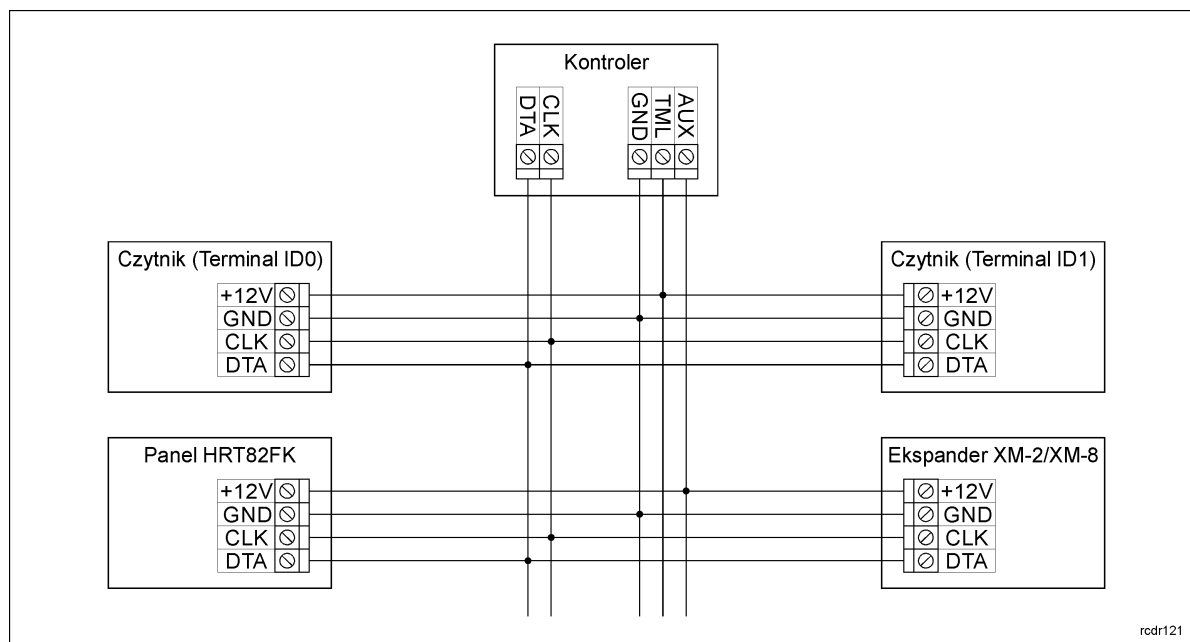 Kontroler
DTA CLK GND TML AUX
Czytnik (Terminal ID0)
+12V
GND
CLK
DTA
Czytnik (Terminal ID1)
+12V
GND
CLK
DTA
Panel HRT82FK
+12V
GND
CLK
DTA
Ekspander XM-2/XM-8
+12V
GND
CLK
DTA
rcdr121